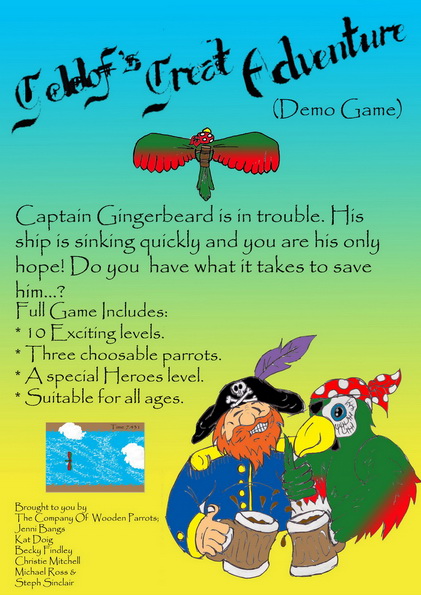 Geldof's Great Adventure
(Demo Game)
Captain Gingerbeard is in trouble. His
ship is sinking quickly and you are his only
hope! Do you have what it takes to save
him...?
Full Game Includes:
* 10 Exciting levels.
* Three choosable parrots.
* A special Heroes level.
* Suitable for all ages.
Time:
Brought to you by
The Company Of Wooden Parrots;
Jenni Bangs
Kat Doig
Becky Findley
Christie Mitchell
Michael Ross &
Steph Sinclair